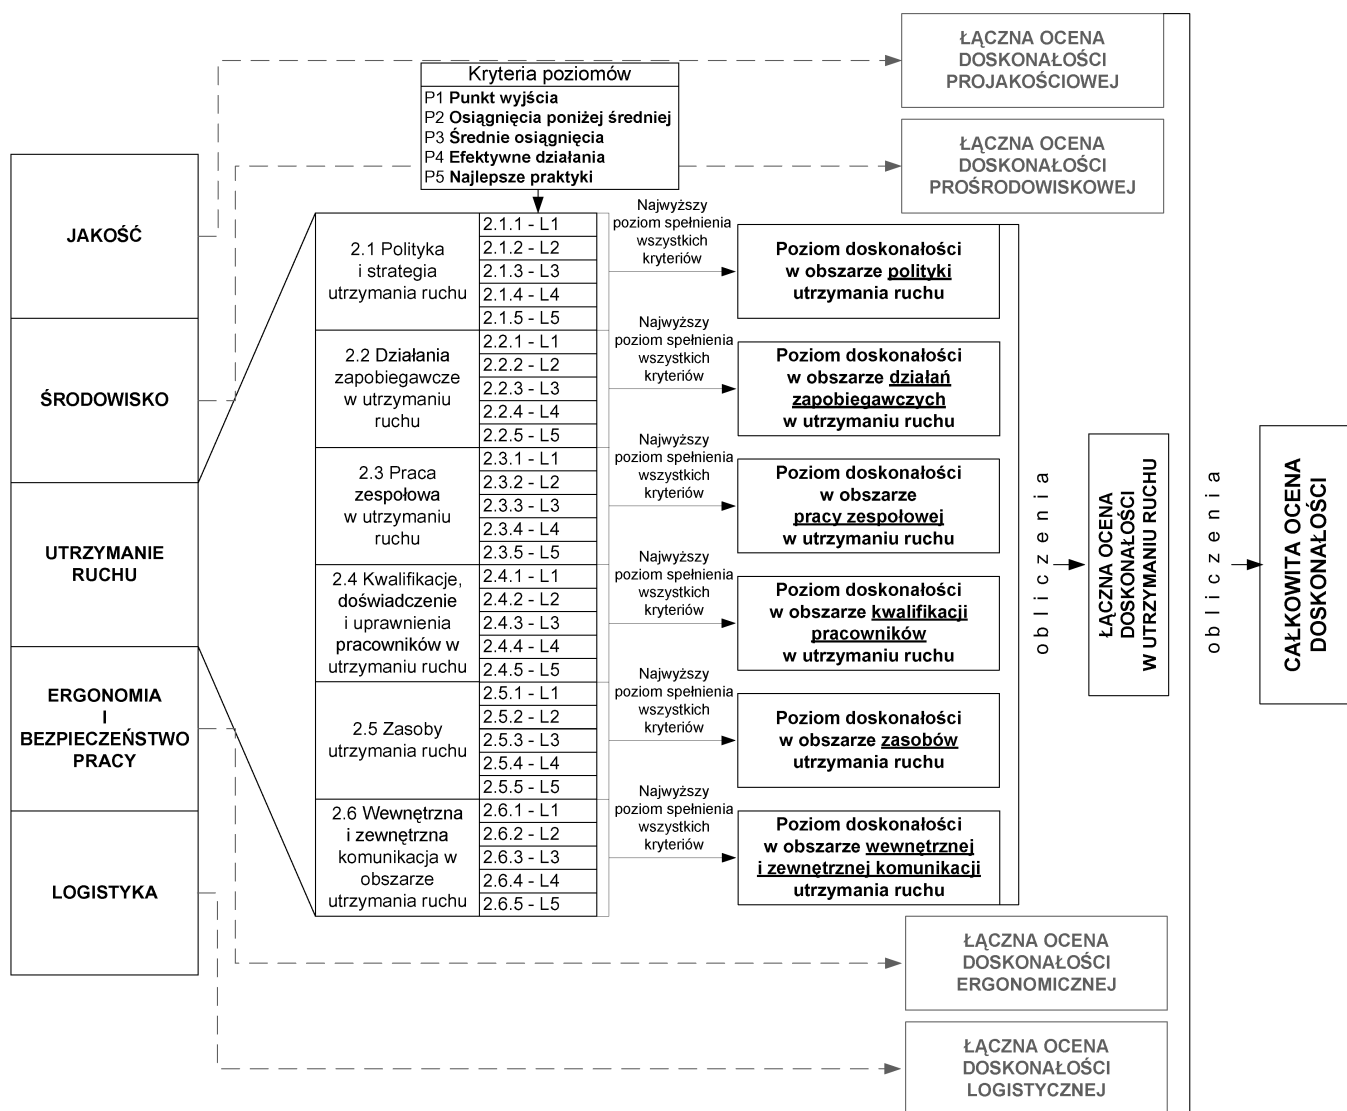 ŁĄCZNA OCENA
DOSKONAŁOŚCI
PROJAKOŚCIOWEJ
Kryteria poziomów
P1 Punkt wyjścia
P2 Osiągnięcia poniżej średniej
P3 Średnie osiągnięcia
P4 Efektywne działania
P5 Najlepsze praktyki
ŁĄCZNA OCENA
DOSKONAŁOŚCI
PROŚRODOWISKOWEJ
JAKOŚĆ
ŚRODOWISKO
UTRZYMANIE
RUCHU
ERGONOMIA
I
BEZPIECZEŃSTWO
PRACY
LOGISTYKA
2.1 Polityka
i strategia
utrzymania ruchu
2.1.1 - L1
2.1.2 - L2
2.1.3 - L3
2.1.4 - L4
2.1.5 - L5
Najwyższy
poziom spełnienia
wszystkich
kryteriów
Poziom doskonałości
w obszarze polityki
utrzymania ruchu
2.2 Działania
zapobiegawcze
w utrzymaniu
ruchu
2.2.1 - L1
2.2.2 - L2
2.2.3 - L3
2.2.4 - L4
2.2.5 - L5
Najwyższy
poziom spełnienia
wszystkich
kryteriów
Poziom doskonałości
w obszarze działań
zapobiegawczych
w utrzymaniu ruchu
2.3 Praca
zespołowa
w utrzymaniu
ruchu
2.3.1 - L1
2.3.2 - L2
2.3.3 - L3
2.3.4 - L4
2.3.5 - L5
Najwyższy
poziom spełnienia
wszystkich
kryteriów
Poziom doskonałości
w obszarze
pracy zespołowej
w utrzymaniu ruchu
2.4 Kwalifikacje,
doświadczenie
i uprawnienia
pracowników w
utrzymaniu ruchu
2.4.1 - L1
2.4.2 - L2
2.4.3 - L3
2.4.4 - L4
2.4.5 - L5
Najwyższy
poziom spełnienia
wszystkich
kryteriów
Poziom doskonałości
w obszarze kwalifikacji
pracowników
w utrzymaniu ruchu
2.5 Zasoby
utrzymania ruchu
2.5.1 - L1
2.5.2 - L2
2.5.3 - L3
2.5.4 - L4
2.5.5 - L5
Najwyższy
poziom spełnienia
wszystkich
kryteriów
Poziom doskonałości
w obszarze zasobów
utrzymania ruchu
2.6 Wewnętrzna
i zewnętrzna
komunikacja w
obszarze
utrzymania ruchu
2.6.1 - L1
2.6.2 - L2
2.6.3 - L3
2.6.4 - L4
2.6.5 - L5
Najwyższy
poziom spełnienia
wszystkich
kryteriów
Poziom doskonałości
w obszarze wewnętrznej
i zewnętrznej komunikacji
utrzymania ruchu
obliczenia
ŁĄCZNA OCENA
DOSKONAŁOŚCI
W UTRZYMANIU RUCHU
obliczenia
CAŁKOWITA OCENA
DOSKONAŁOŚCI
ŁĄCZNA OCENA
DOSKONAŁOŚCI
ERGONOMICZNEJ
ŁĄCZNA OCENA
DOSKONAŁOŚCI
LOGISTYCZNEJ